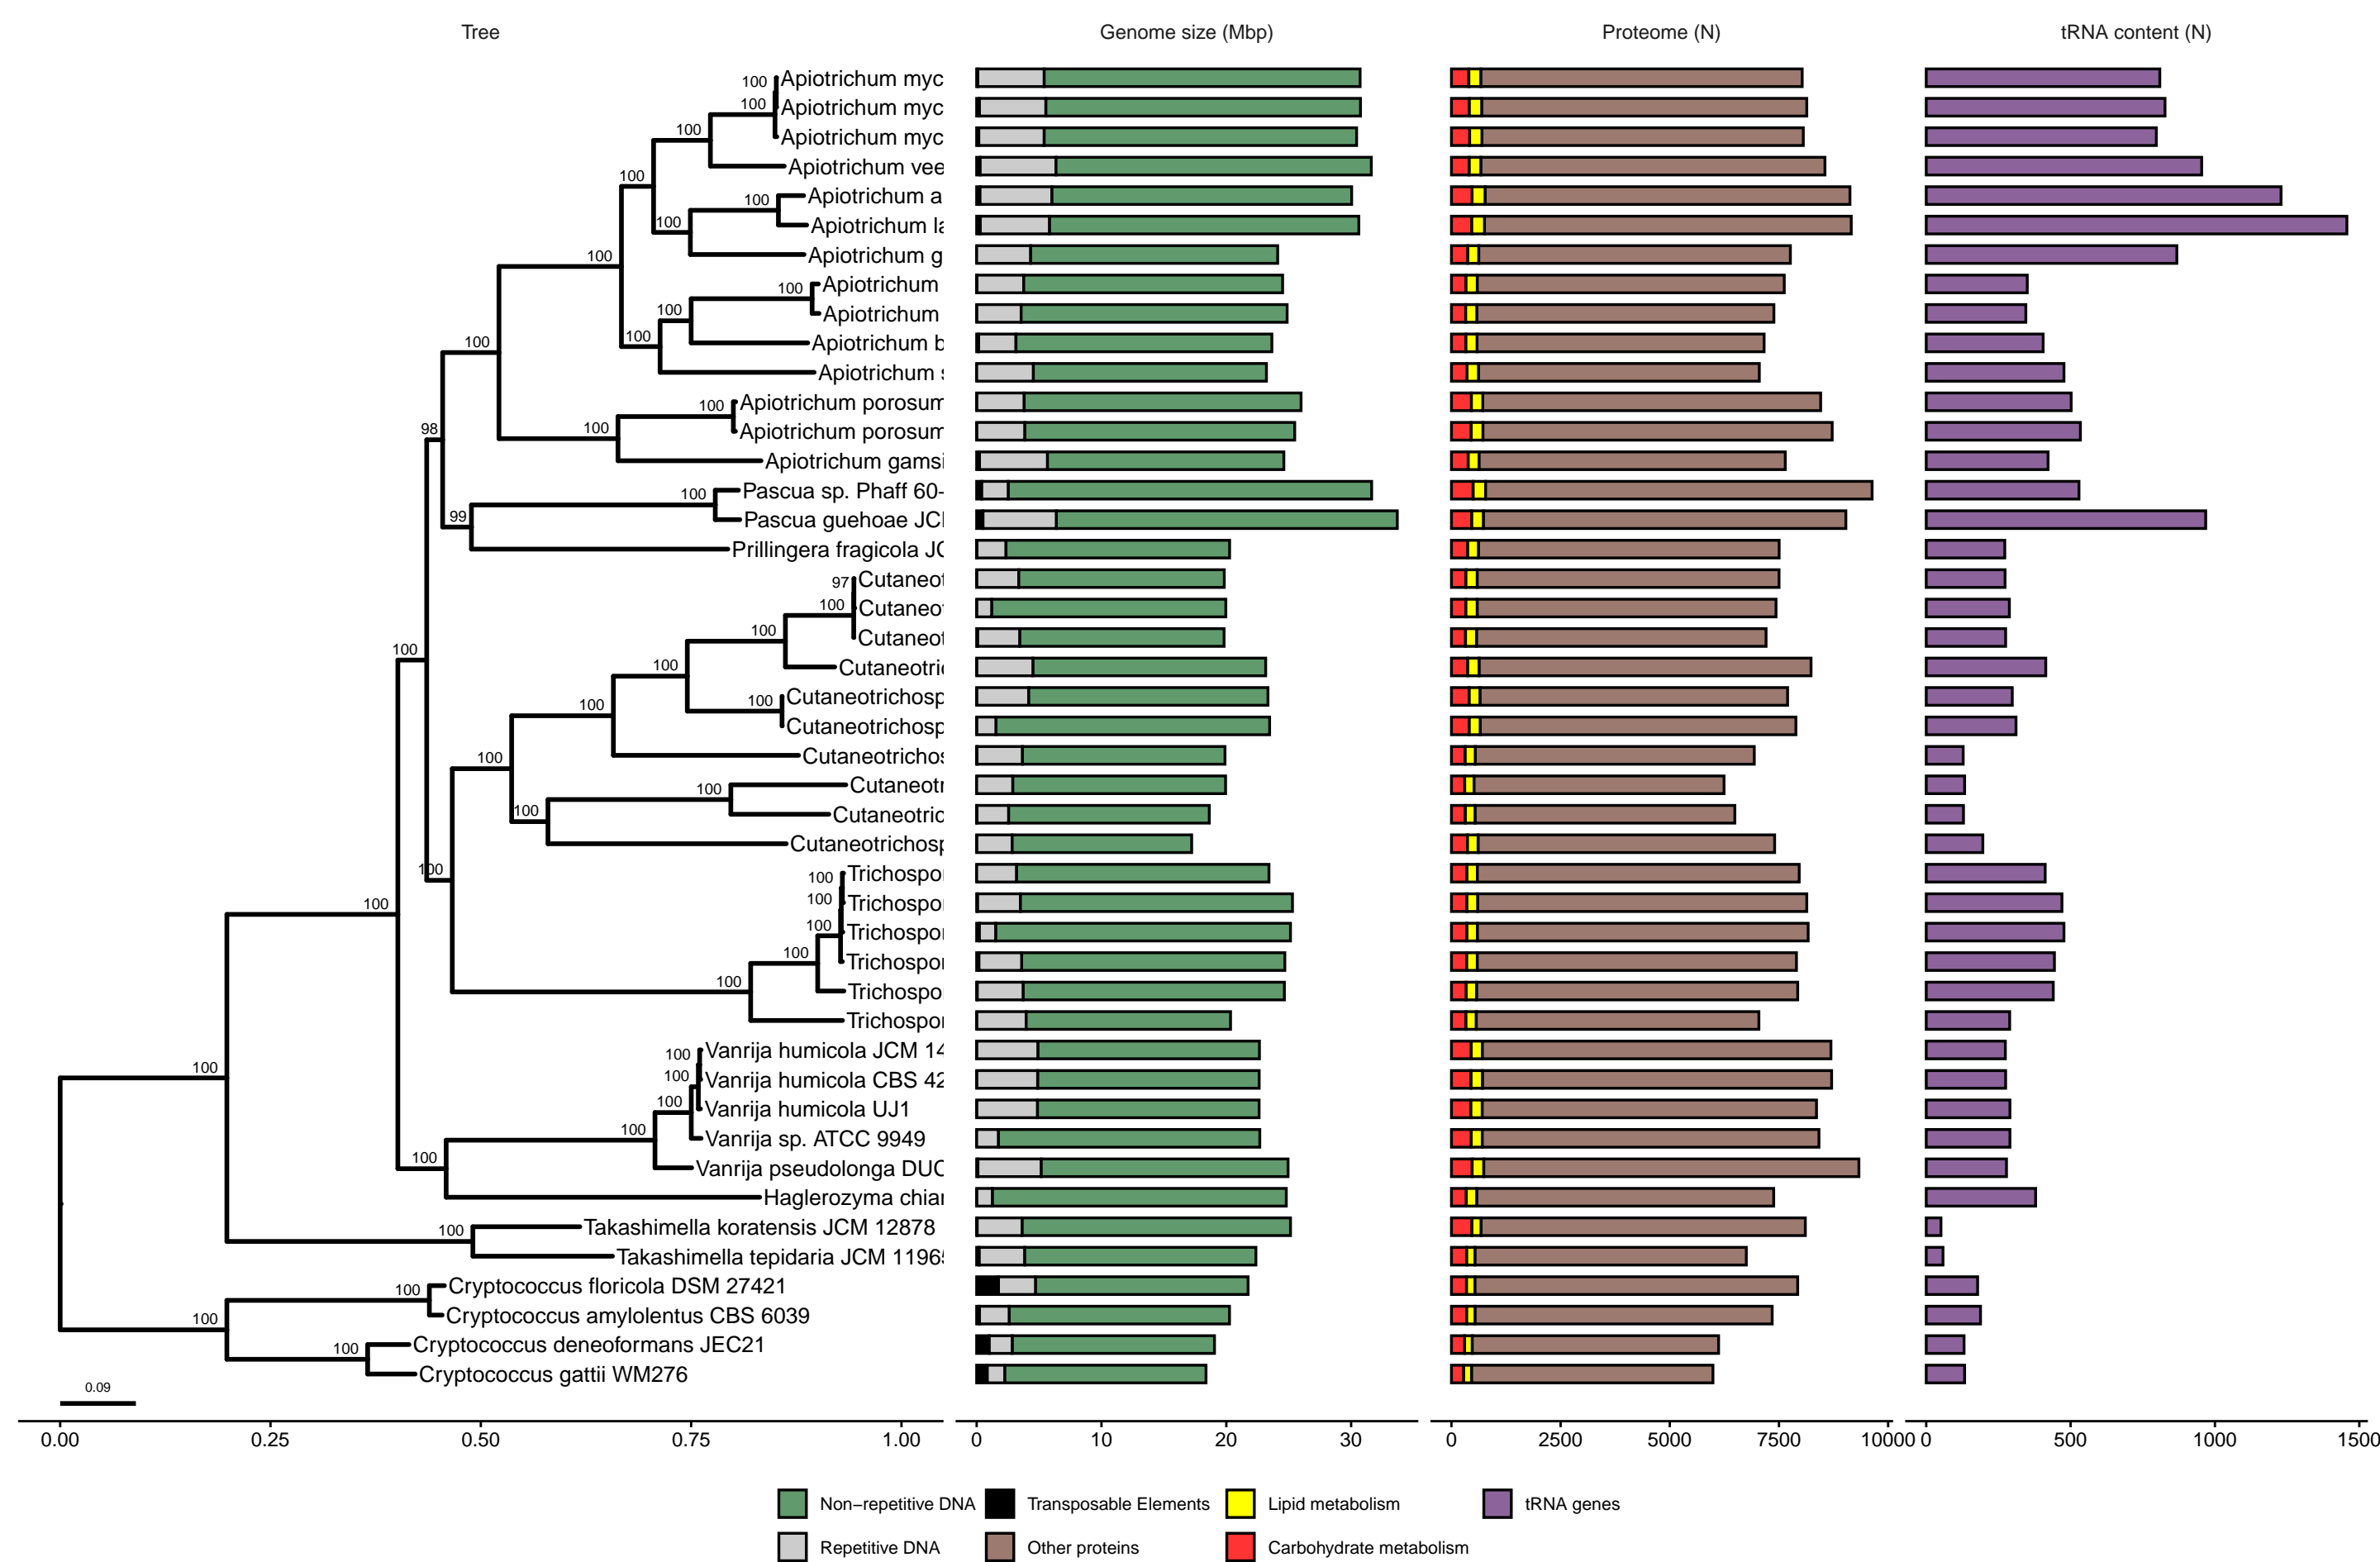 Tree
Genome size (Mbp)
Proteome (N)
tRNA content (N)
100
Apiotrichum myc
100
Apiotrichum myc
Apiotrichum myc
100
Apiotrichum vee
100
100
Apiotrichum a
Apiotrichum la
100
Apiotrichum g
100
100
Apiotrichum
Apiotrichum
100
Apiotrichum b
100
Apiotrichum s
100
100
Apiotrichum porosum
Apiotrichum porosum
100
Apiotrichum gamsi
98
100
Pascua sp. Phaff 60-
Pascua guehoae JC
99
Prillingera fragicola JC
97
Cutaneot
100
Cutaneot
Cutaneot
100
Cutaneotric
100
100
Cutaneotrichosp
Cutaneotrichosp
100
Cutaneotrichos
100
100
Cutaneotr
Cutaneotric
100
Cutaneotrichosp
100
100
Trichospo
100
Trichospo
100
Trichospo
100
Trichospo
100
Trichospo
Trichospo
100
100
Vanrija humicola JCM 14
100
Vanrija humicola CBS 42
100
Vanrija humicola UJ1
100
Vanrija sp. ATCC 9949
100
Vanrija pseudolonga DUC
Haglerozyma chiar
100
100
Takashimella koratensis JCM 12878
Takashimella tepidaria JCM 1196
100
Cryptococcus floricola DSM 27421
100
Cryptococcus amylolentus CBS 6039
100
Cryptococcus deneoformans JEC21
Cryptococcus gattii WM276
0.09
0.00 0.25 0.50 0.75 1.00
0 10 20 30
0 2500 5000 7500 10000
0 500 1000 1500
Non−repetitive DNA
Transposable Elements
Lipid metabolism
tRNA genes
Repetitive DNA
Other proteins
Carbohydrate metabolism